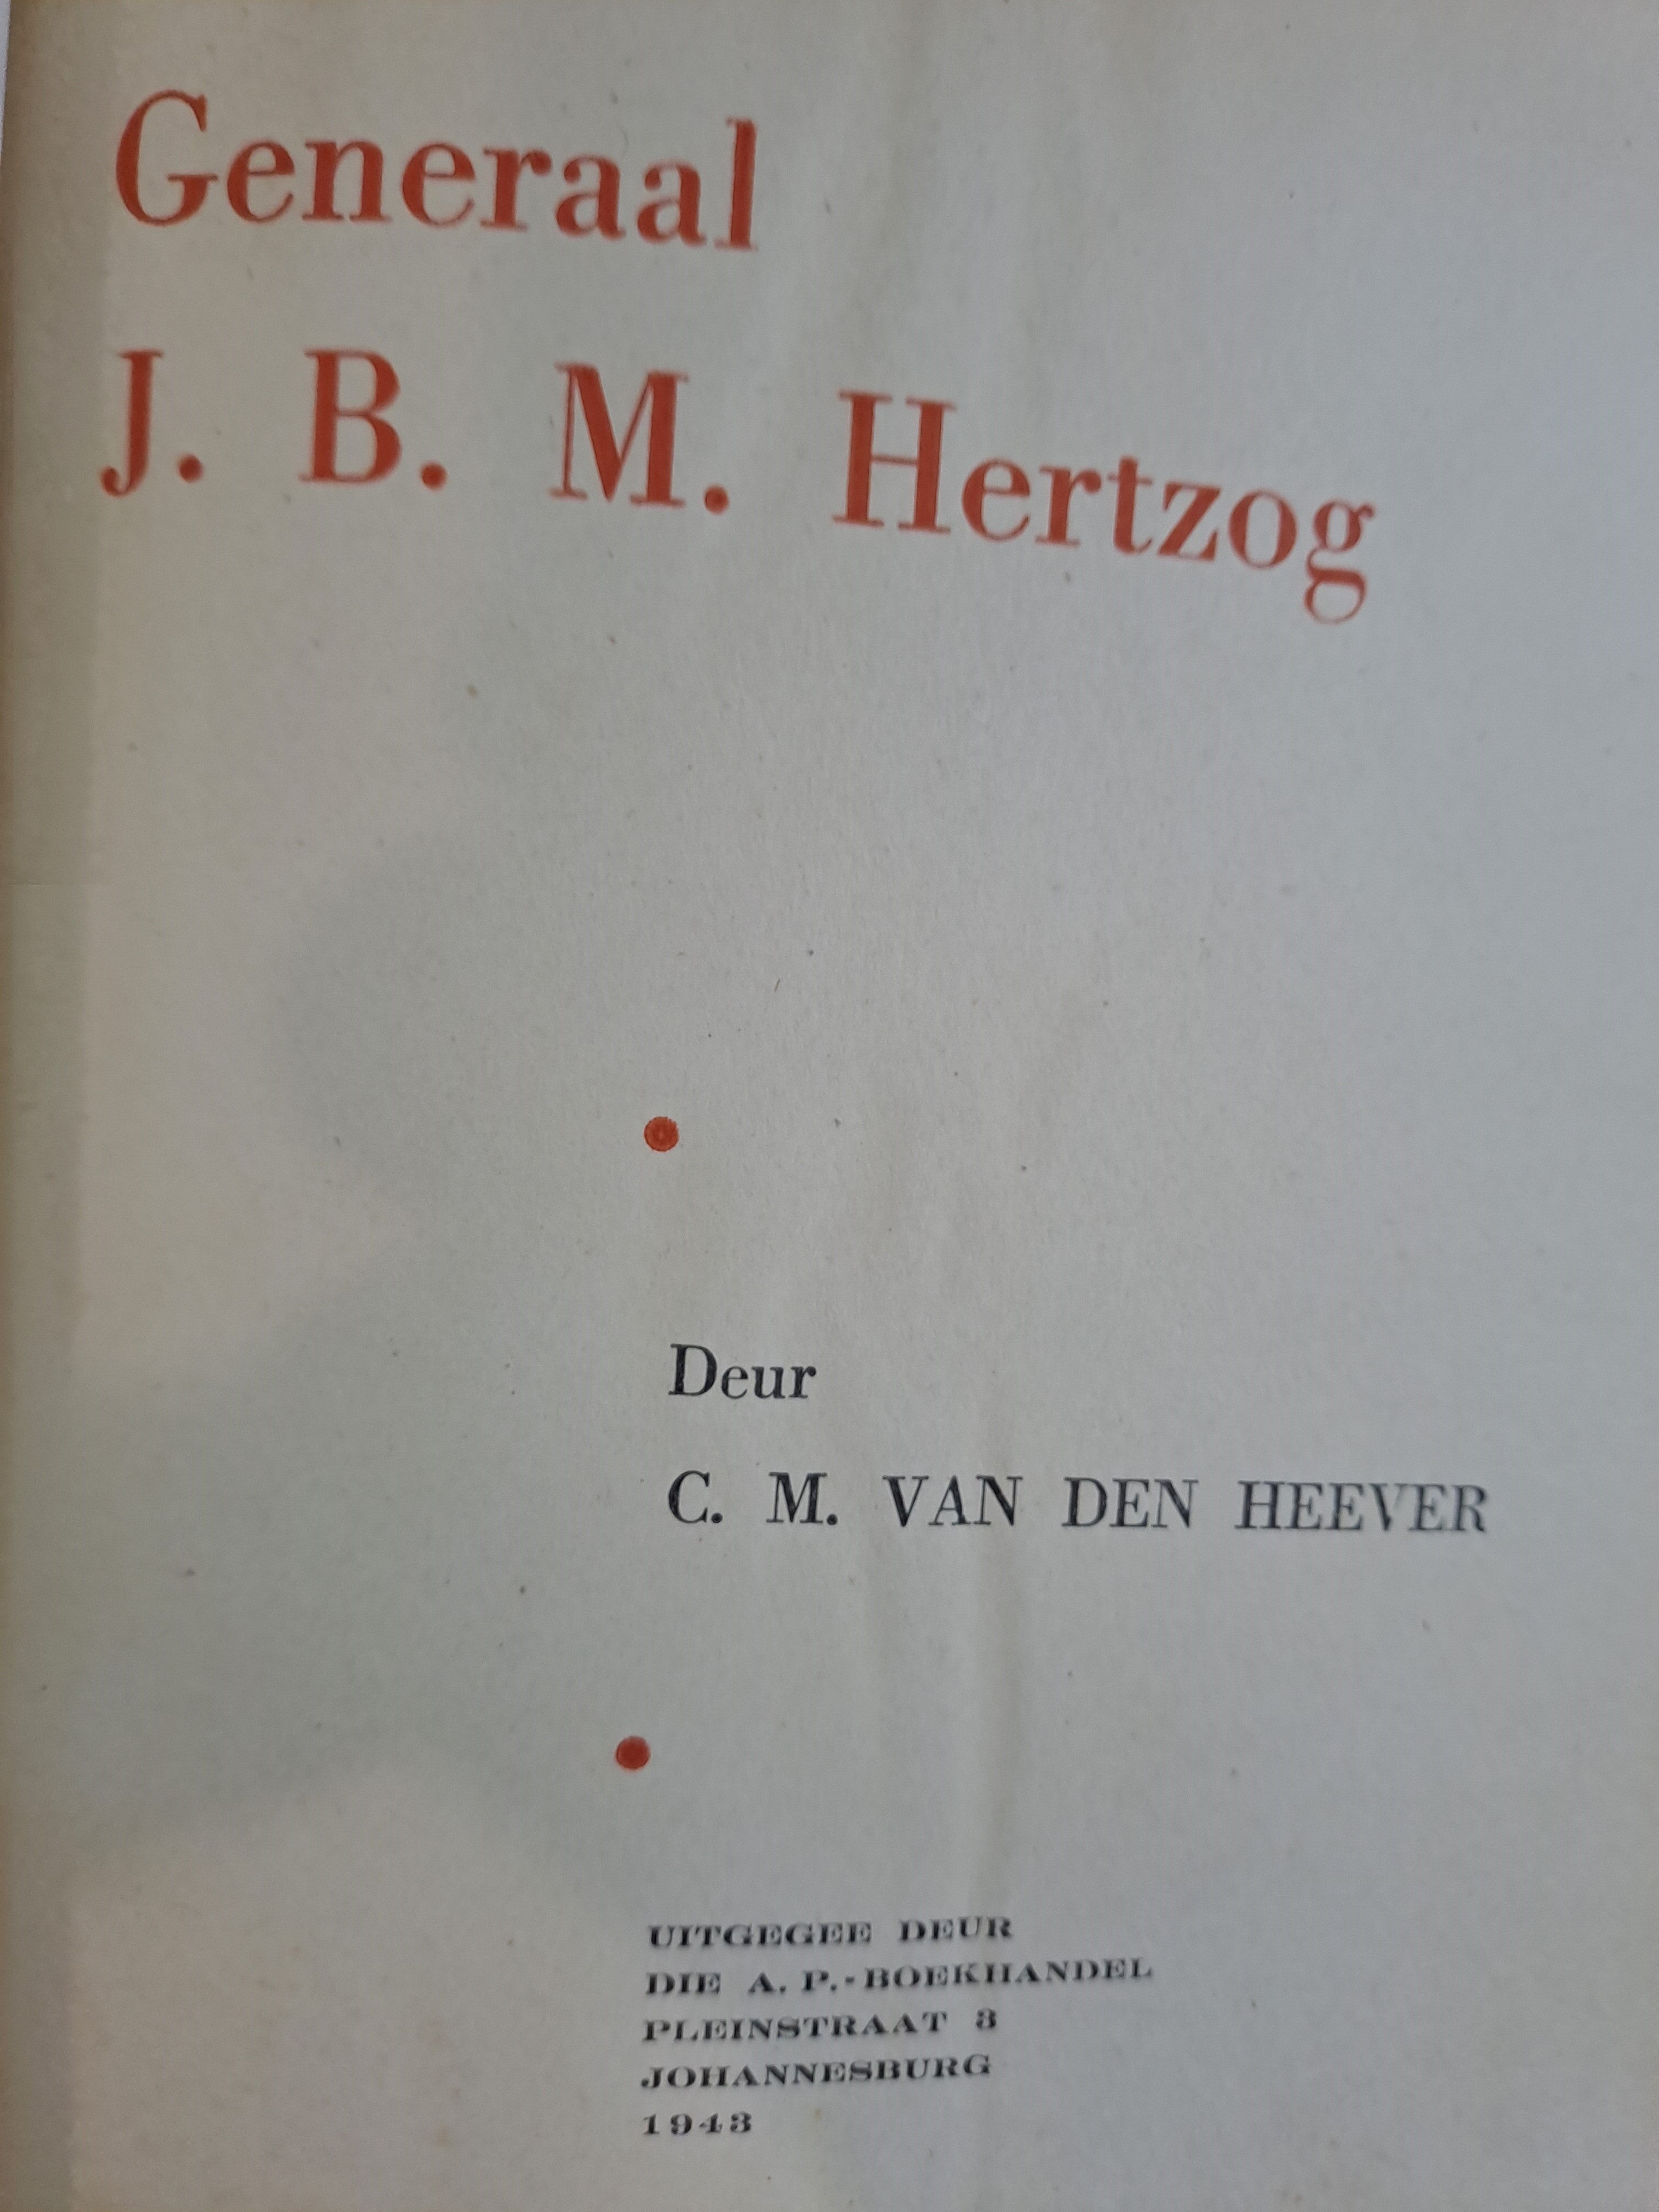 Generaal
J. B. M. Hertzog
Deur
C. M. VAN DEN HEEVER
UITGEGEE DEUR
DIE A. P.-BOEKHANDEL
PLEINSTRAAT 3
JOHANNESBURG
1943